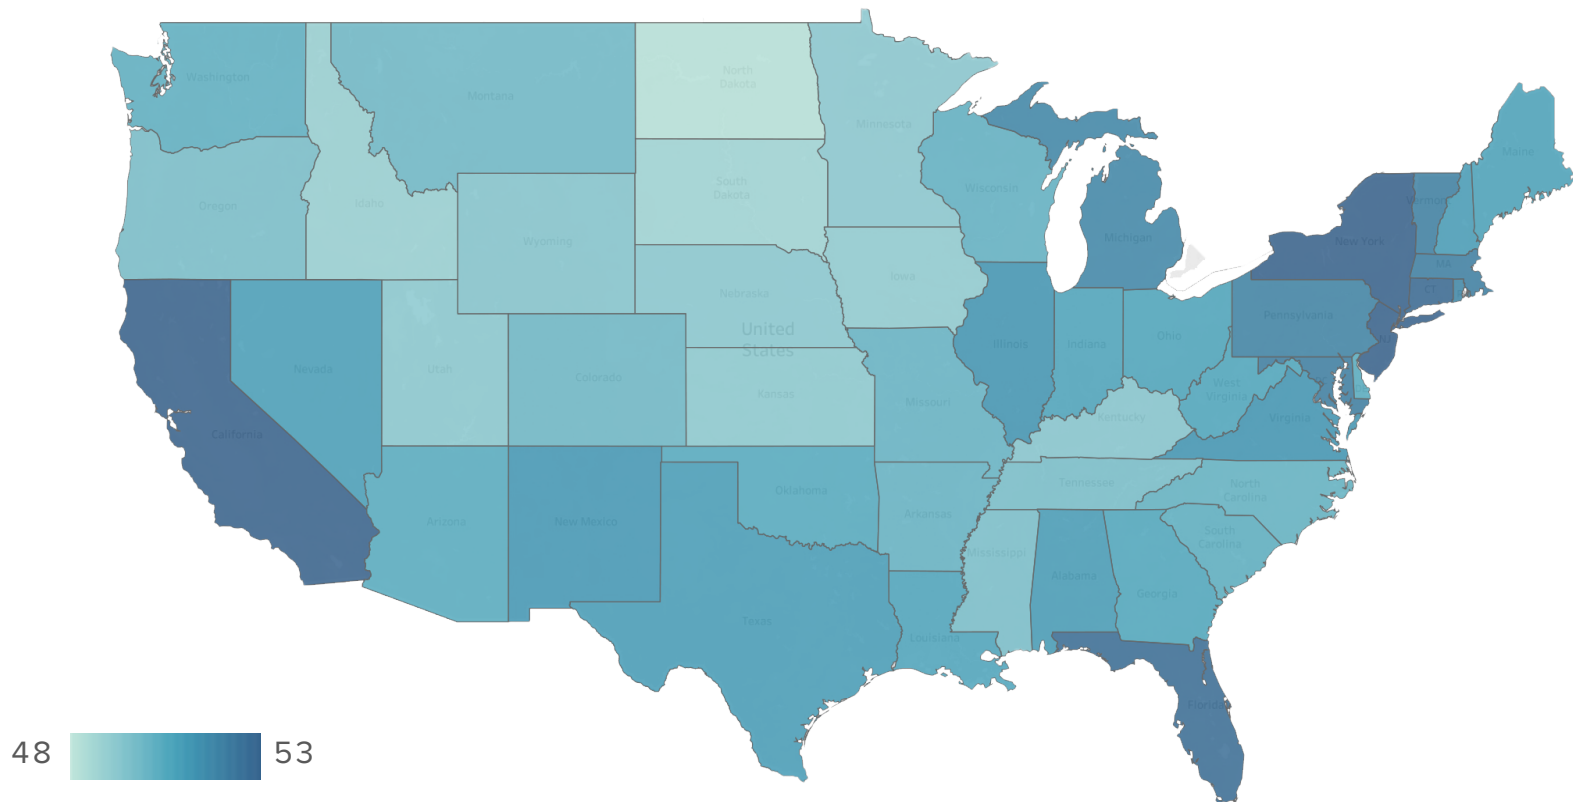 Washington
Montana
North
Dakota
Minnesota
Maine
South
Dakota
Wisconsin
Oregon
Idaho
Vermont
Wyoming
Michigan
New York
MA
Iowa
CT
Nebraska
Pennsylvania
United
States
Nevada
Utah
Colorado
Kansas
Illinois
Indiana
Ohio
NJ
West
Virginia
Missouri
Kentucky
Virginia
California
Tennessee
North
Carolina
Oklahoma
Arizona
New Mexico
Arkansas
South
Carolina
Mississippi
Alabama
Georgia
Texas
Louisiana
Florida
48
53